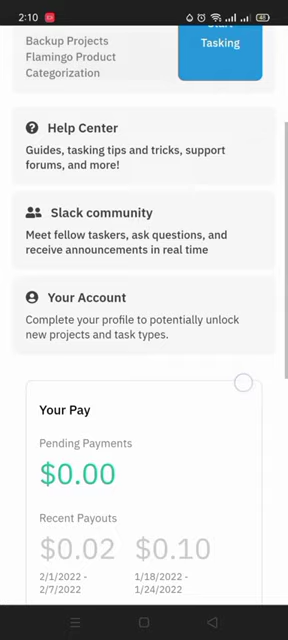 2:10
48
Start
Backup Projects
Flamingo Product
Categorization
Tasking
Help Center
Guides, tasking tips and tricks, support
forums, and more!
Slack community
Meet fellow taskers, ask questions, and
receive announcements in real time
Your Account
Complete your profile to potentially unlock
new projects and task types.
Your Pay
Pending Payments
$0.00
Recent Payouts
$0.02 $0.10
2/1/2022 - 1/18/2022 -
2/7/2022 1/24/2022